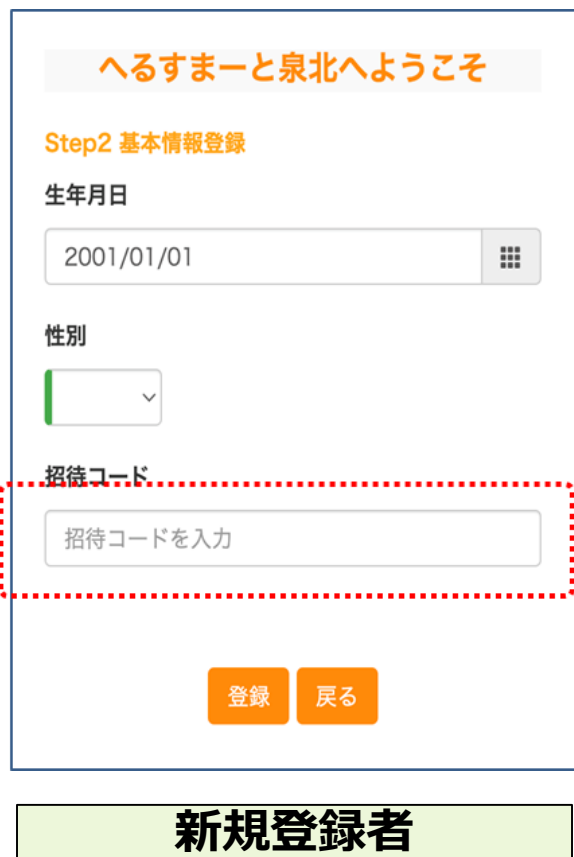 へるすまーと泉北へようこそ
Step2 基本情報登録
生年月日
2001/01/01
性別
招待コード
招待コードを入力
登録 戻る
新規登録者